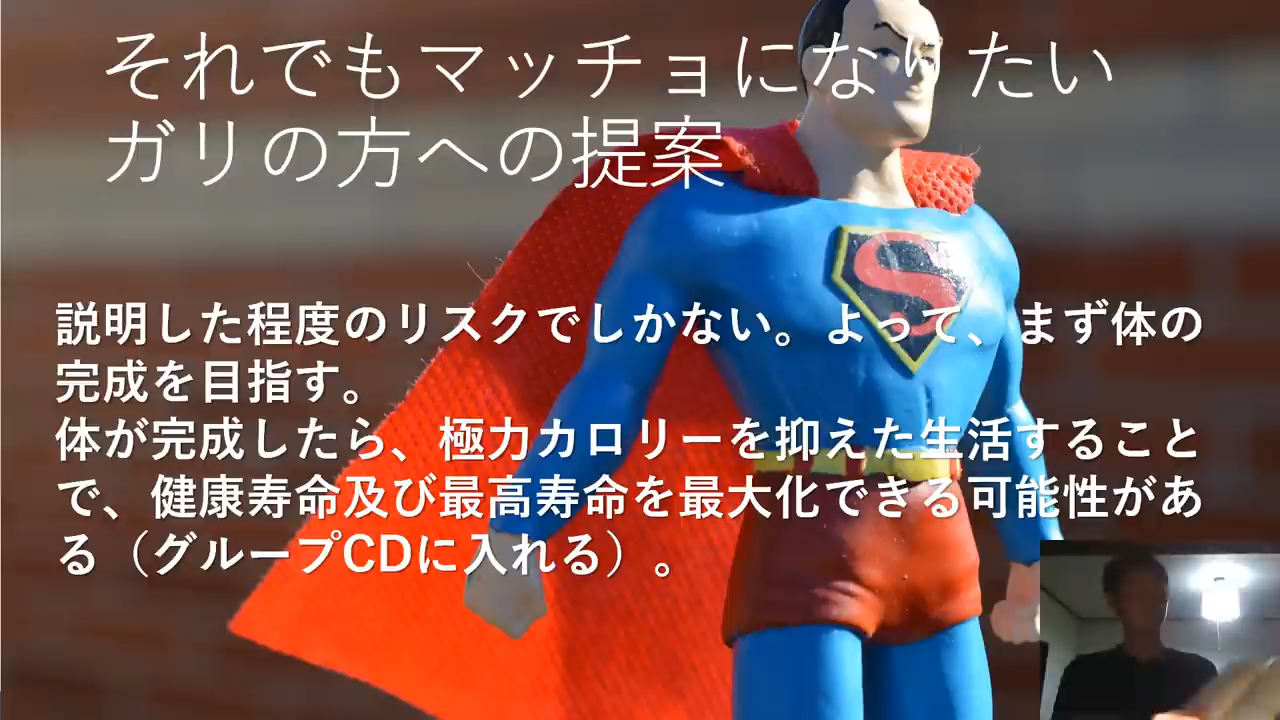 それでもマッチョになりたい
ガリの方への提案
S
説明した程度のリスクでしかない。よって、まず体の
完成を目指す。
体が完成したら、極力カロリーを抑えた生活すること
で、健康寿命及び最高寿命を最大化できる可能性があ
る（グループCDに入れる）。